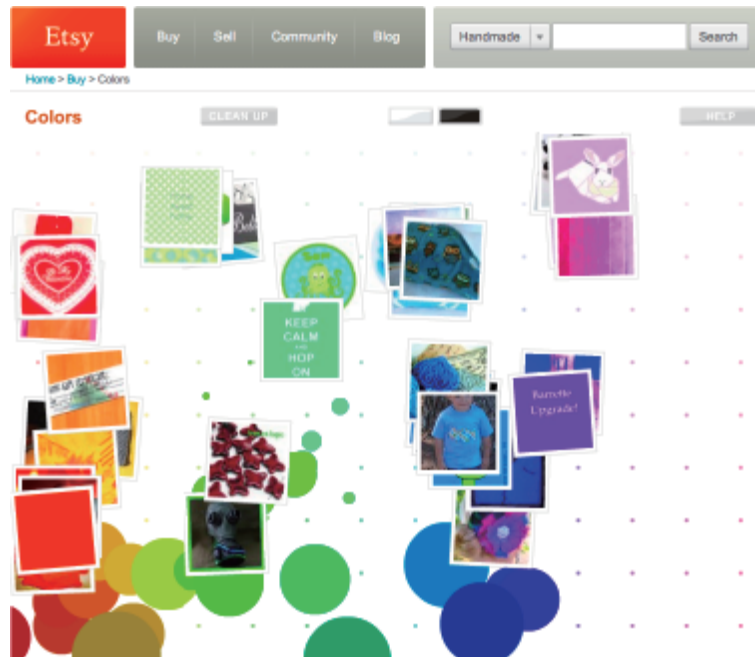 Etsy
Buy
Sell
Community
Blog
Handmade
Search
Home > Buy > Colors
Colors
CLEAN UP
HELP
KEEP
CALM
HOP
ON
Barrette
Upgrade!